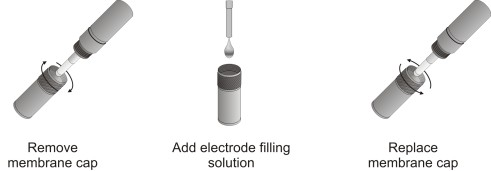 Remove
membrane cap
Add electrode filling
solution
Replace
membrane cap